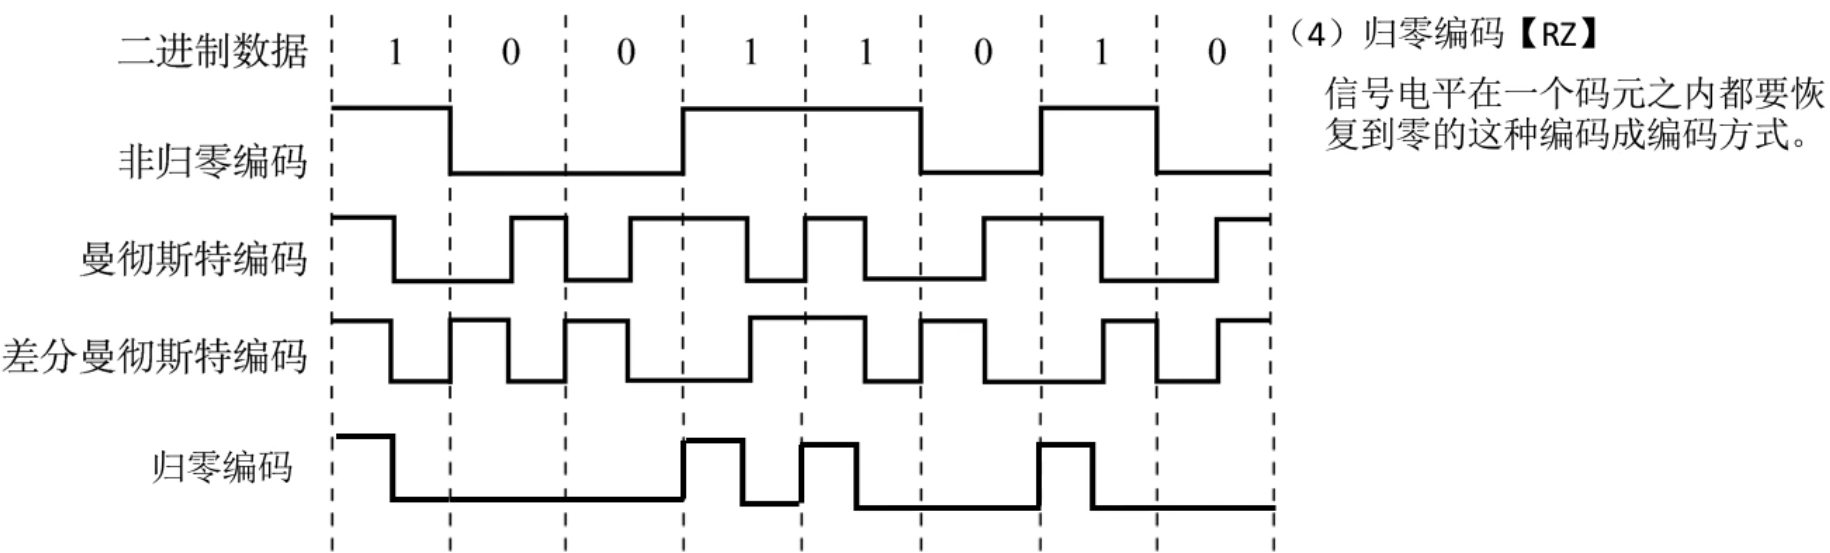 二进制数据 1 0 0 1 1 0 1 0
非归零编码
曼彻斯特编码
差分曼彻斯特编码
归零编码
（4）归零编码【RZ】
信号电平在一个码元之内都要恢
复到零的这种编码成编码方式。